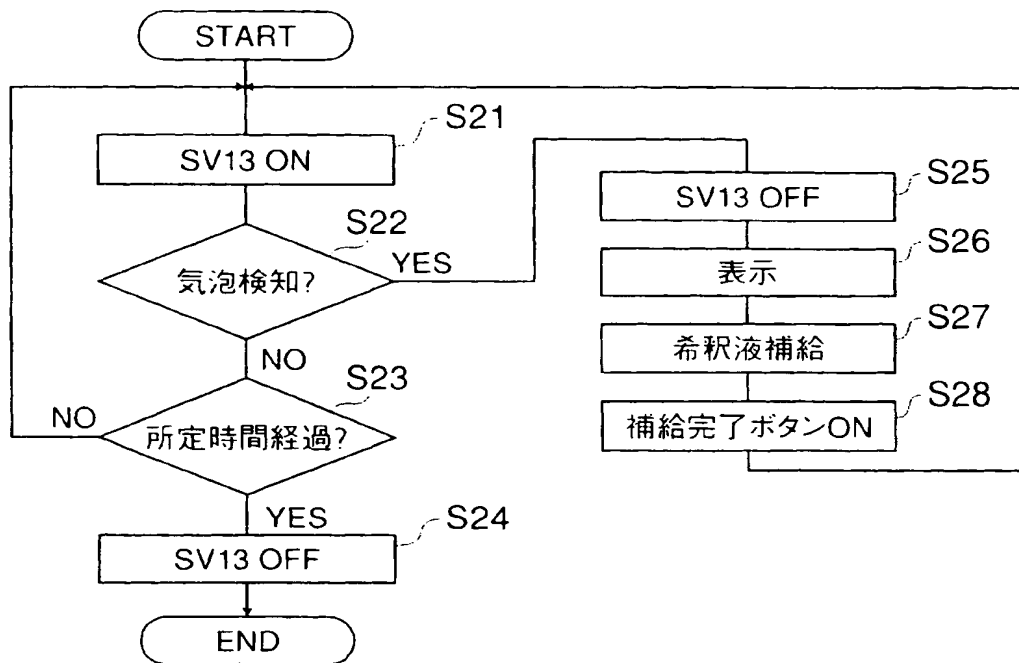 START
S21
SV13 ON
S22
気泡検知?
YES
NO
S23
NO
所定時間経過?
YES
S24
SV13 OFF
END
S25
SV13 OFF
S26
表示
S27
希釈液補給
S28
補給完了ボタンON